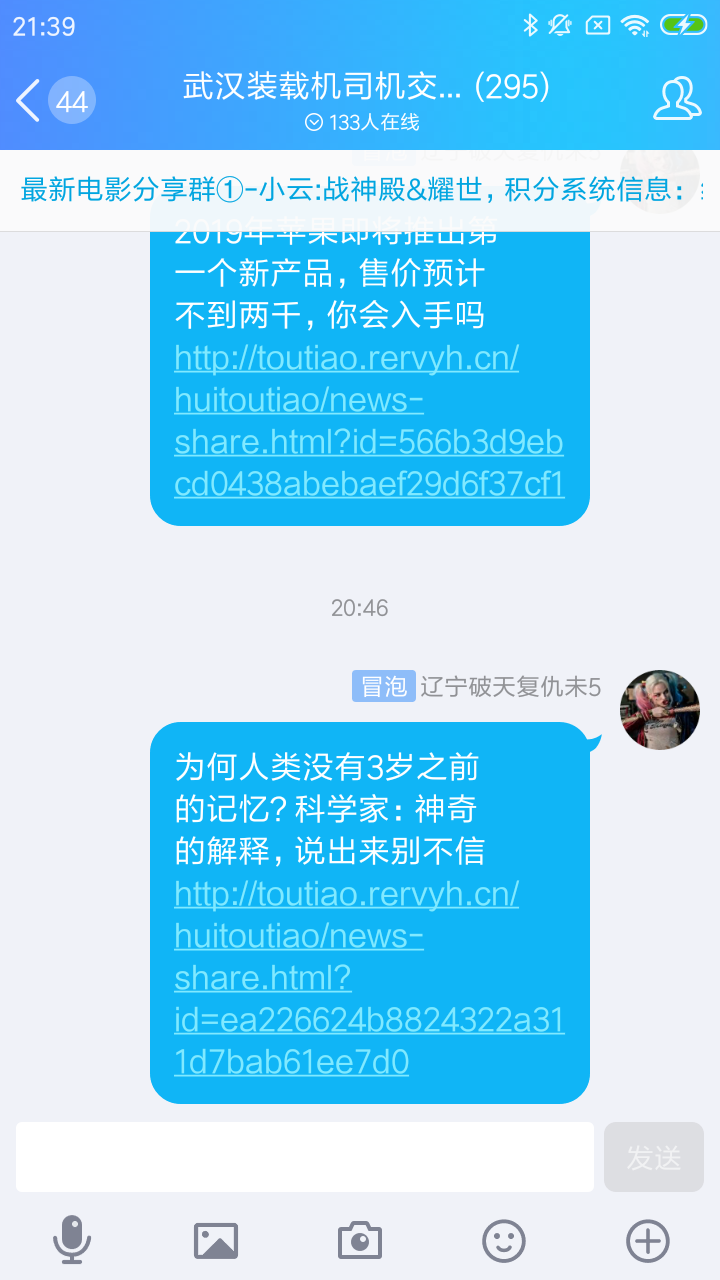 21:39
44
武汉装载机司机交... (295)
133人在线
最新电影分享群①-小云:战神殿&耀世，积分系统信息：
2019年苹果即将推出第
一个新产品，售价预计
不到两千，你会入手吗
http://toutiao.rervyh.cn/
huitoutiao/news-
share.html?id=566b3d9eb
cd0438abebaef29d6f37cf1
20:46
冒泡 辽宁破天复仇未5
为何人类没有3岁之前
的记忆？科学家：神奇
的解释，说出来别不信
http://toutiao.rervyh.cn/
huitoutiao/news-
share.html?
id=ea226624b8824322a31
1d7bab61ee7d0
发送